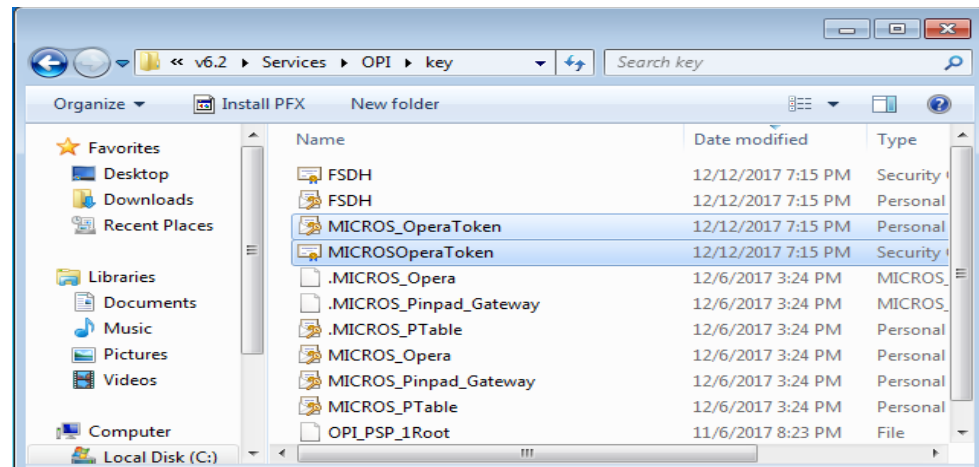 « v6.2 ▸ Services ▸ OPI ▸ key Search key
Organize Install PFX New folder
Favorites
Desktop
Downloads
Recent Places
Libraries
Documents
Music
Pictures
Videos
Computer
Local Disk (C:)
Name Date modified Type
FSDH 12/12/2017 7:15 PM Security
FSDH 12/12/2017 7:15 PM Personal
MICROS_OperaToken 12/12/2017 7:15 PM Personal
MICROSOperaToken 12/12/2017 7:15 PM Security
.MICROS_Opera 12/6/2017 3:24 PM MICROS_
.MICROS_Pinpad_Gateway 12/6/2017 3:24 PM MICROS_
.MICROS_PTable 12/6/2017 3:24 PM Personal
MICROS_Opera 12/6/2017 3:24 PM Personal
MICROS_Pinpad_Gateway 12/6/2017 3:24 PM Personal
MICROS_PTable 12/6/2017 3:24 PM Personal
OPI_PSP_1Root 11/6/2017 8:23 PM File